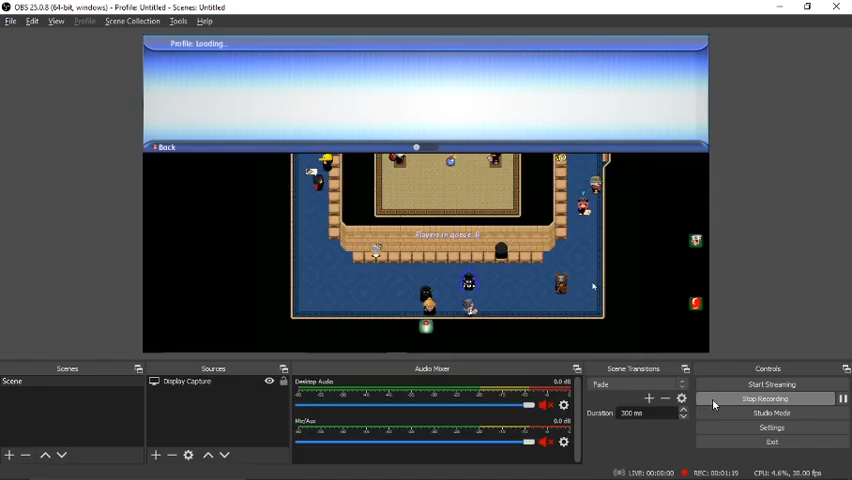 OBS 25.0.8 (64-bit, windows) - Profile: Untitled - Scenes: Untitled
File Edit View Profile Scene Collection Tools Help
Profile: Loading..
Back
Players in queue: 6
Scenes
Sources
Audio Mixer
Scene Transitions
Controls
Scene
Display Capture
Desktop Audio 0.0 dB
Mic/Aux 0.0 dB
Fade
Duration 300 ms
Start Streaming
Stop Recording
Studio Mode
Settings
Exit
LIVE: 00:00:00 REC: 00:01:19 CPU: 4.6%, 30.00 fps